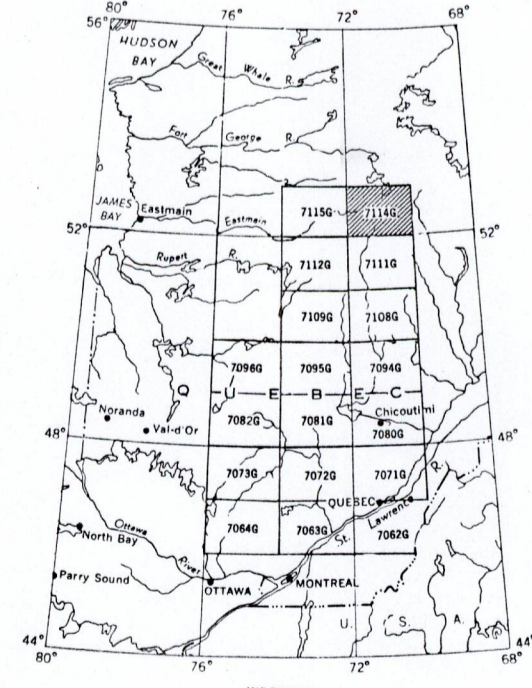 80° 76° 72° 68°
56°
HUDSON
BAY
Great Whale R.
Fort George R.
JAMES
BAY
Eastmain
Eastmain
7115G 7114G
52° 52°
Rupert R.
7112G 7111G
7109G 7108G
7096G 7095G 7094G
Q U E B E C
Noranda
Val-d'Or
Chicoutimi
7082G 7081G 7080G
48° 48°
7073G 7072G 7071G
QUEBEC
St. Lawrence R.
North Bay
Ottawa River
7064G 7063G 7062G
Parry Sound
OTTAWA
MONTREAL
U. S. A.
44° 44°
80° 76° 72° 68°